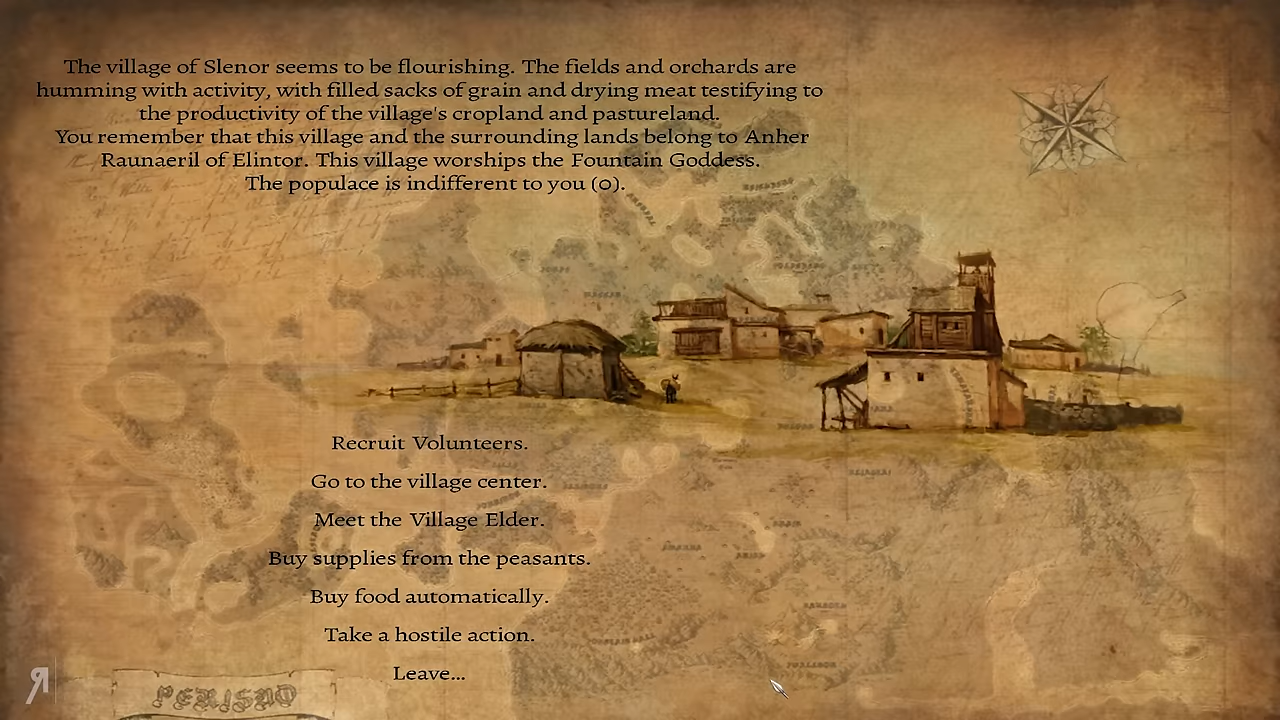 The village of Slenor seems to be flourishing. The fields and orchards are
humming with activity, with filled sacks of grain and drying meat testifying to
the productivity of the village's cropland and pastureland.
You remember that this village and the surrounding lands belong to Anher
Raunaeril of Elintor. This village worships the Fountain Goddess.
The populace is indifferent to you (0).
Recruit Volunteers.
Go to the village center.
Meet the Village Elder.
Buy supplies from the peasants.
Buy food automatically.
Take a hostile action.
Leave...
PERISNO